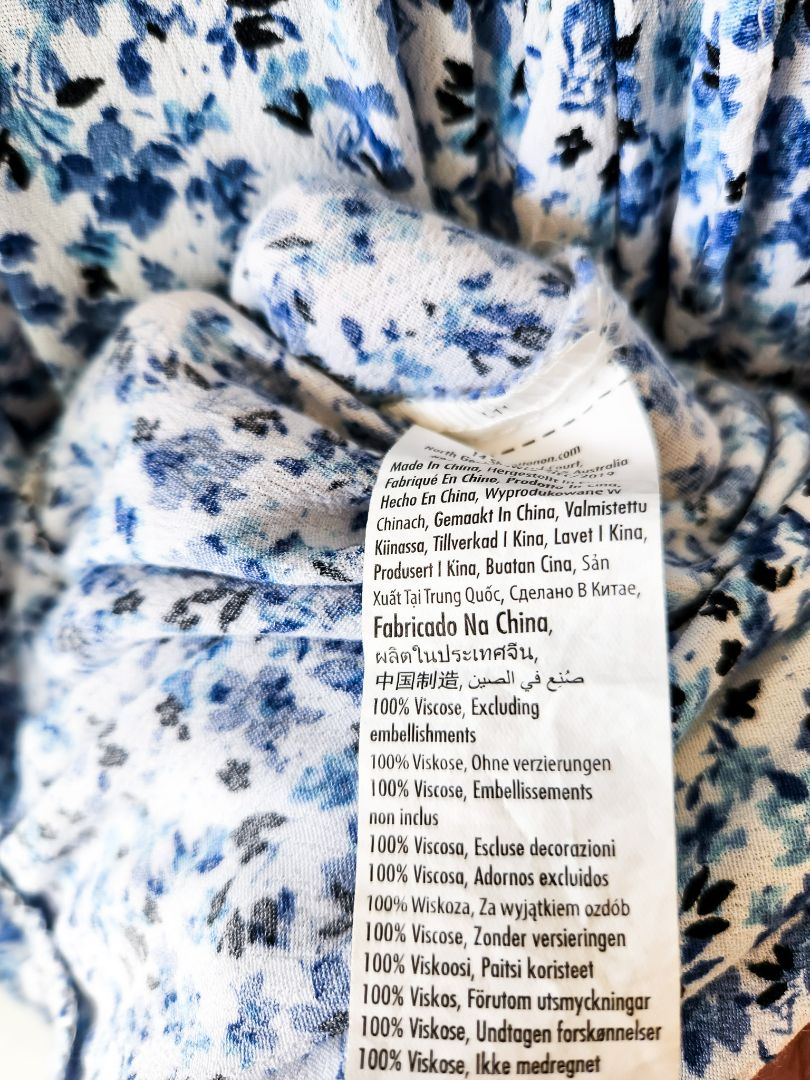 North
Australia
Made In China, Hergestellt In
Fabriqué En Chine, Prodotto In Cina,
Hecho En China, Wyprodukowane W
Chinach, Gemaakt In China, Valmistettu
Kiinassa, Tillverkad I Kina, Lavet I Kina,
Produsert I Kina, Buatan Cina, Sản
Xuất Tại Trung Quốc, Сделано В Китае,
Fabricado Na China,
ผลิตในประเทศจีน,
中国制造, صُنِع في الصين
100% Viscose, Excluding
embellishments
100% Viskose, Ohne verzierungen
100% Viscose, Embellissements
non inclus
100% Viscosa, Escluse decorazioni
100% Viscosa, Adornos excluidos
100% Wiskoza, Za wyjątkiem ozdób
100% Viscose, Zonder versieringen
100% Viskoosi, Paitsi koristeet
100% Viskos, Förutom utsmyckningar
100% Viskose, Undtagen forskønnelser
100% Viskose, Ikke medregnet